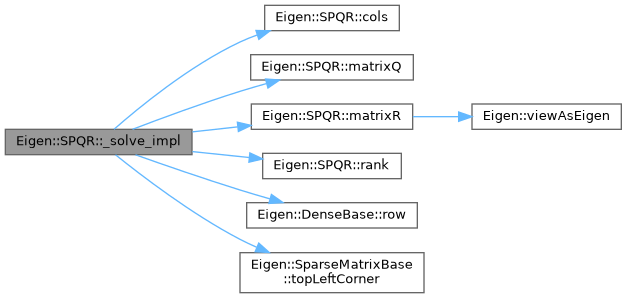 Eigen::SPQR::cols
Eigen::SPQR::matrixQ
Eigen::SPQR::matrixR
Eigen::viewAsEigen
Eigen::SPQR::_solve_impl
Eigen::SPQR::rank
Eigen::DenseBase::row
Eigen::SparseMatrixBase
::topLeftCorner